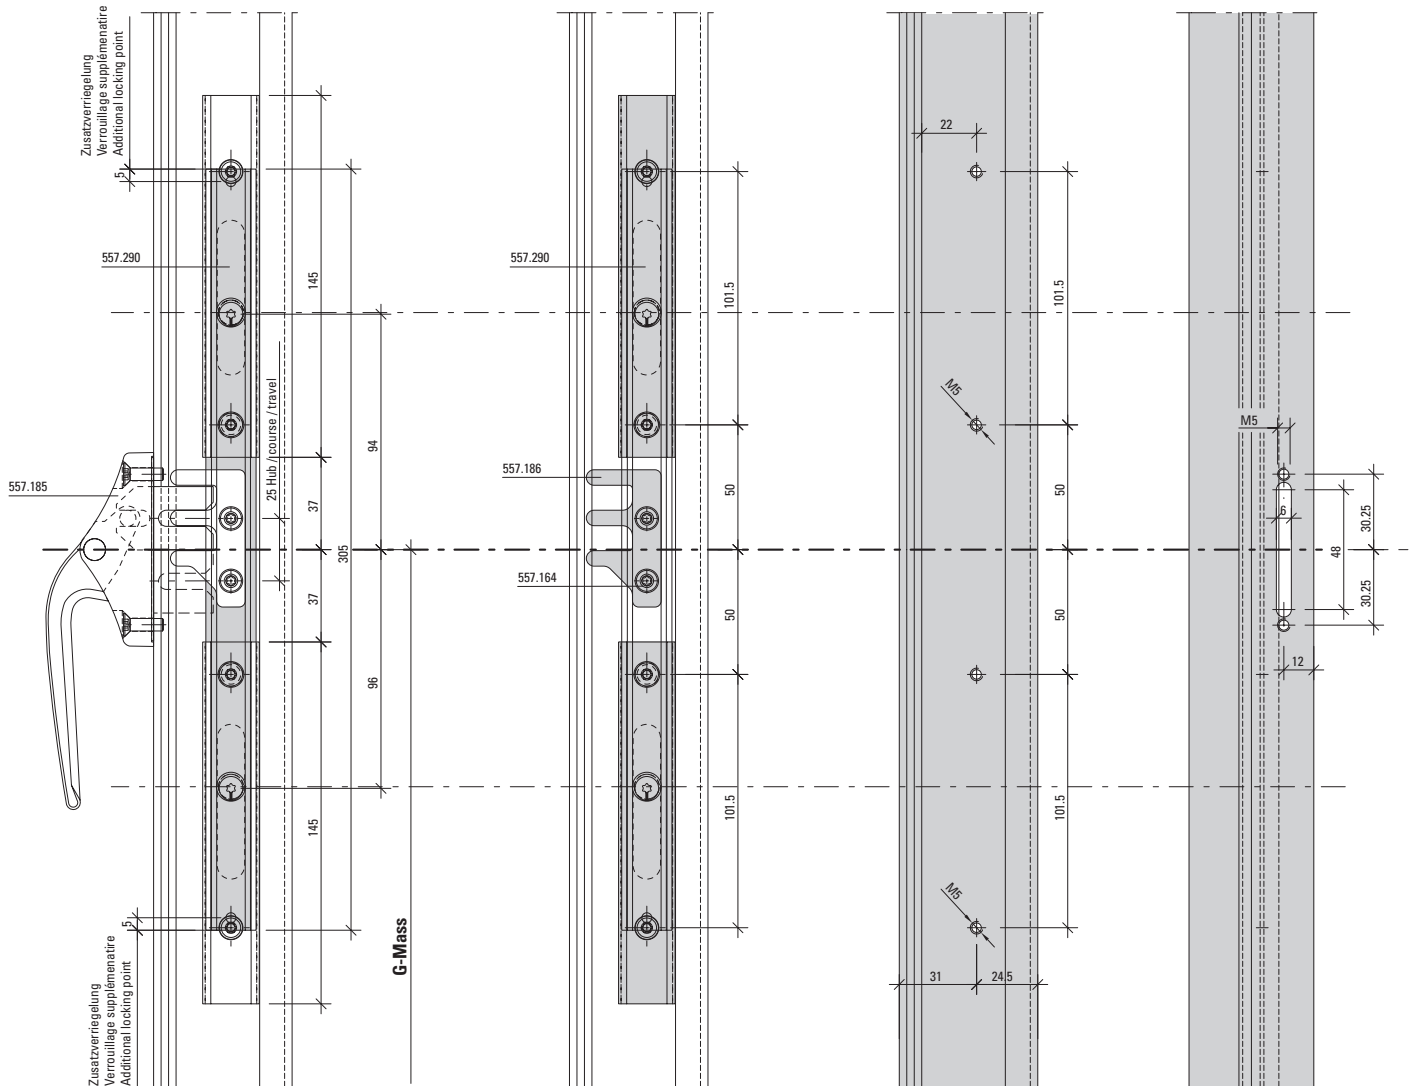 Zusatzverriegelung
Verrouillage supplémenatire
Additional locking point
5
557.290
145
94
25 Hub / course / travel
557.185
37
305
37
96
145
5
Zusatzverriegelung
Verrouillage supplémenatire
Additional locking point
G-Mass
557.290
101.5
557.186
50
557.164
50
101.5
22
101.5
M5
50
50
101.5
M5
31
24.5
M5
6
30.25
48
30.25
12